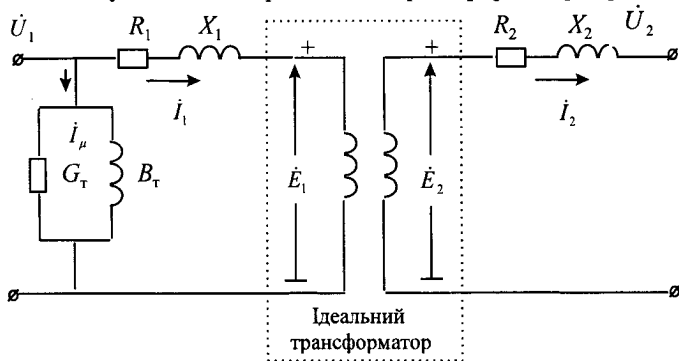 U̇₁
R₁
X₁
+
+
R₂
X₂
U̇₂
İ₁
İ₂
İμ
Gт
Bт
Ė₁
Ė₂
Ідеальний
трансформатор